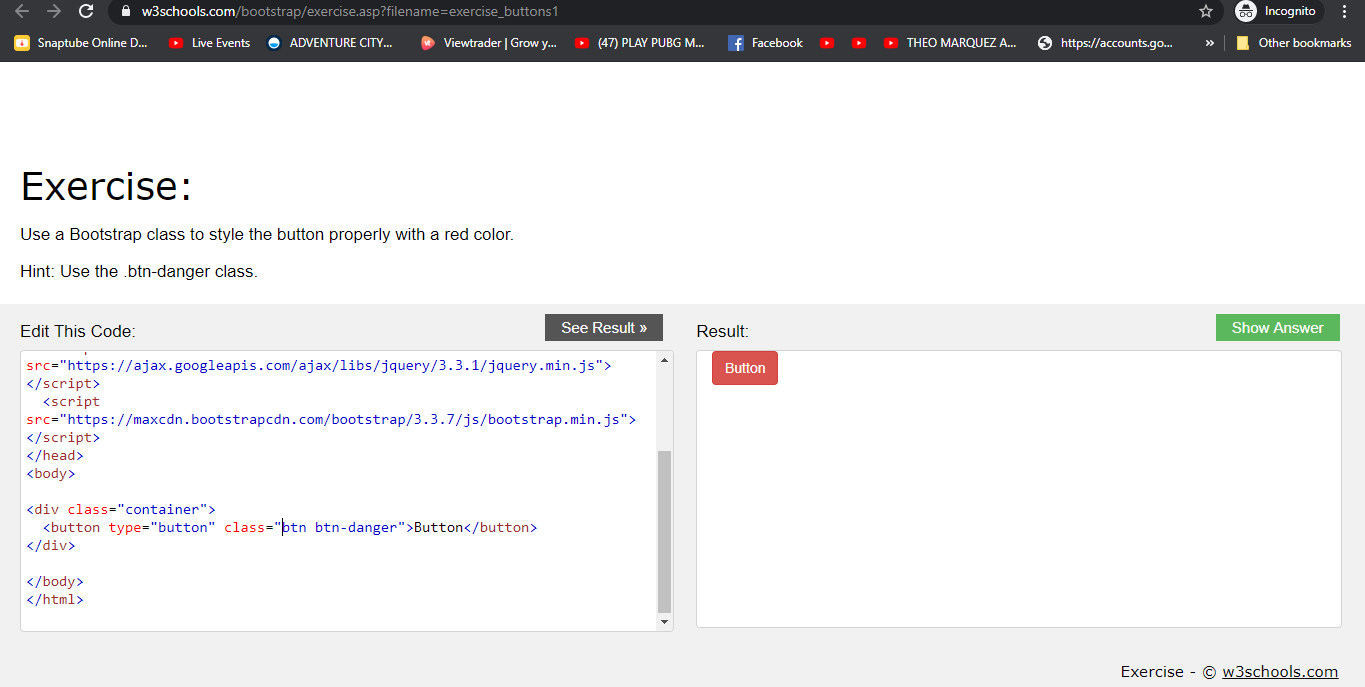 w3schools.com/bootstrap/exercise.asp?filename=exercise_buttons1 Incognito
Snaptube Online D... Live Events ADVENTURE CITY... Viewtrader | Grow y... (47) PLAY PUBG M... Facebook THEO MARQUEZ A... https://accounts.go... » Other bookmarks
Exercise:
Use a Bootstrap class to style the button properly with a red color.
Hint: Use the .btn-danger class.
Edit This Code: See Result » Result: Show Answer
src="https://ajax.googleapis.com/ajax/libs/jquery/3.3.1/jquery.min.js">
</script>
<script
src="https://maxcdn.bootstrapcdn.com/bootstrap/3.3.7/js/bootstrap.min.js">
</script>
</head>
<body>
<div class="container">
<button type="button" class="btn btn-danger">Button</button>
</div>
</body>
</html>
Button
Exercise - © w3schools.com